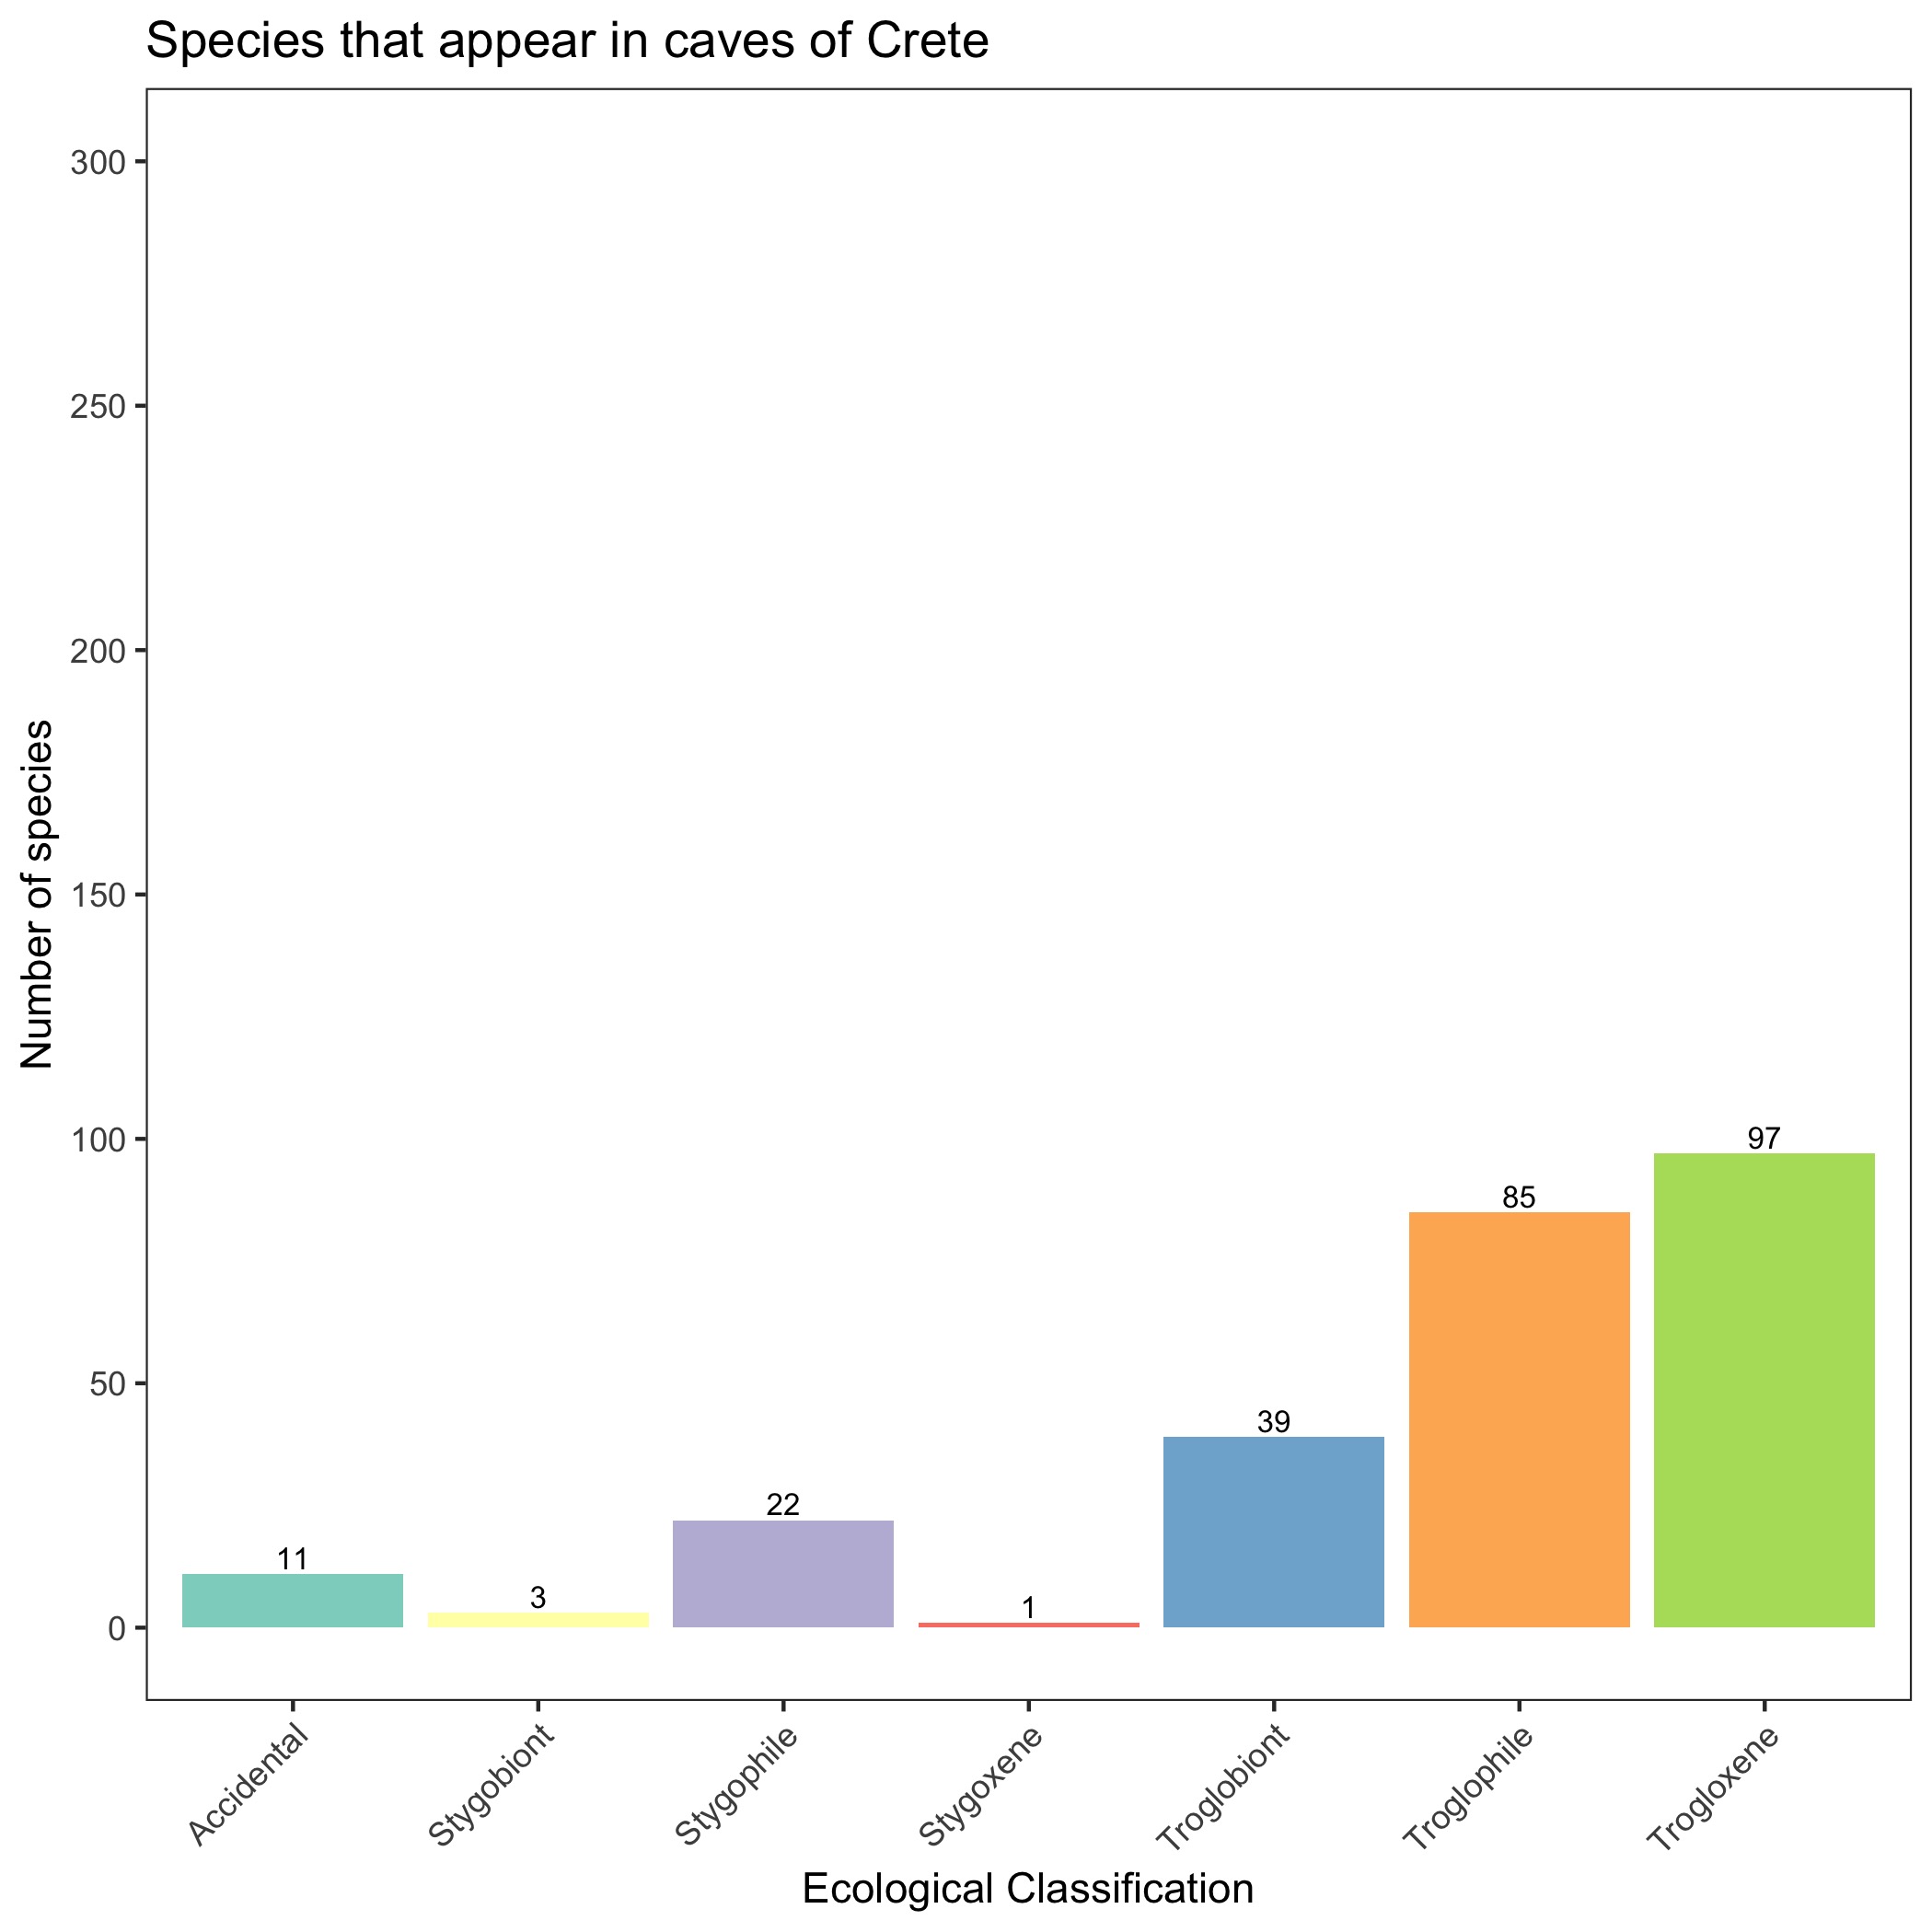 Species that appear in caves of Crete
Number of species
300
250
200
150
100
50
0
11
3
22
1
39
85
97
Accidental
Stygobiont
Stygophile
Stygoxene
Troglobiont
Troglophile
Trogloxene
Ecological Classification